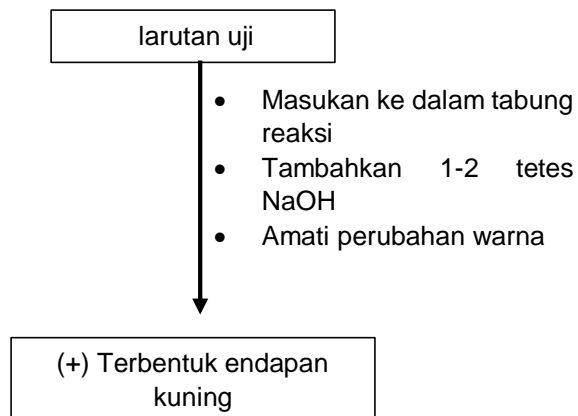 larutan uji
• Masukan ke dalam tabung
reaksi
• Tambahkan 1-2 tetes
NaOH
• Amati perubahan warna
(+) Terbentuk endapan
kuning